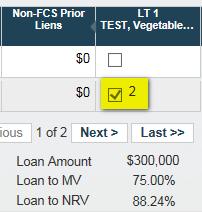 Non-FCS Prior Liens
LT 1
TEST, Vegetable...
$0
$0 2
ious 1 of 2 Next > Last >>
Loan Amount $300,000
Loan to MV 75.00%
Loan to NRV 88.24%